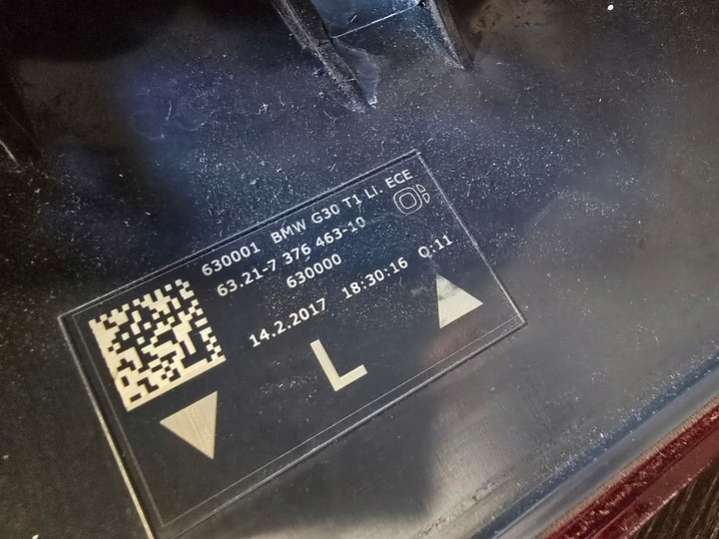 630001 BMW G30 T1 Li. ECE
63.21-7 376 463-10
630000
14.2.2017 18:30:16 Q:11
L